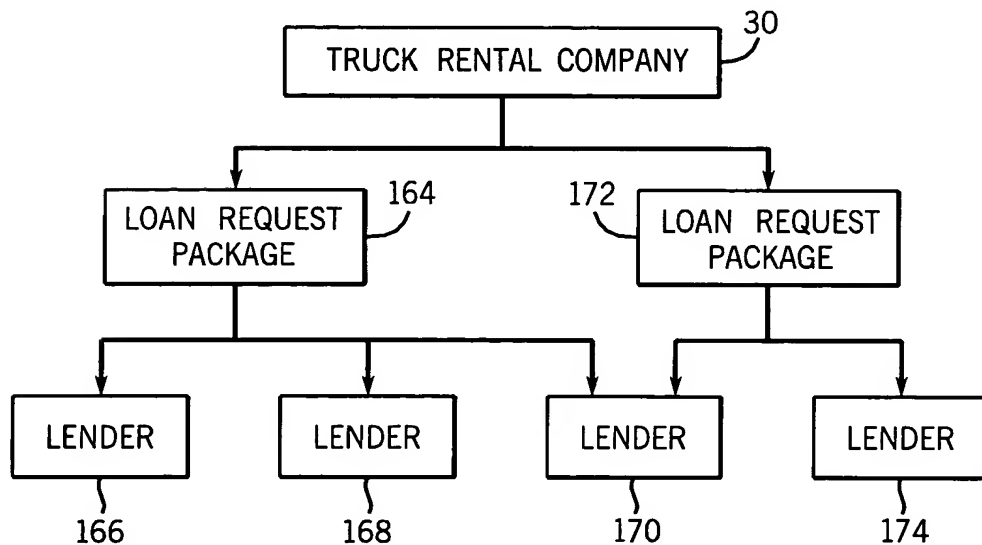 30
TRUCK RENTAL COMPANY
164
172
LOAN REQUEST
PACKAGE
LOAN REQUEST
PACKAGE
LENDER
LENDER
LENDER
LENDER
166
168
170
174